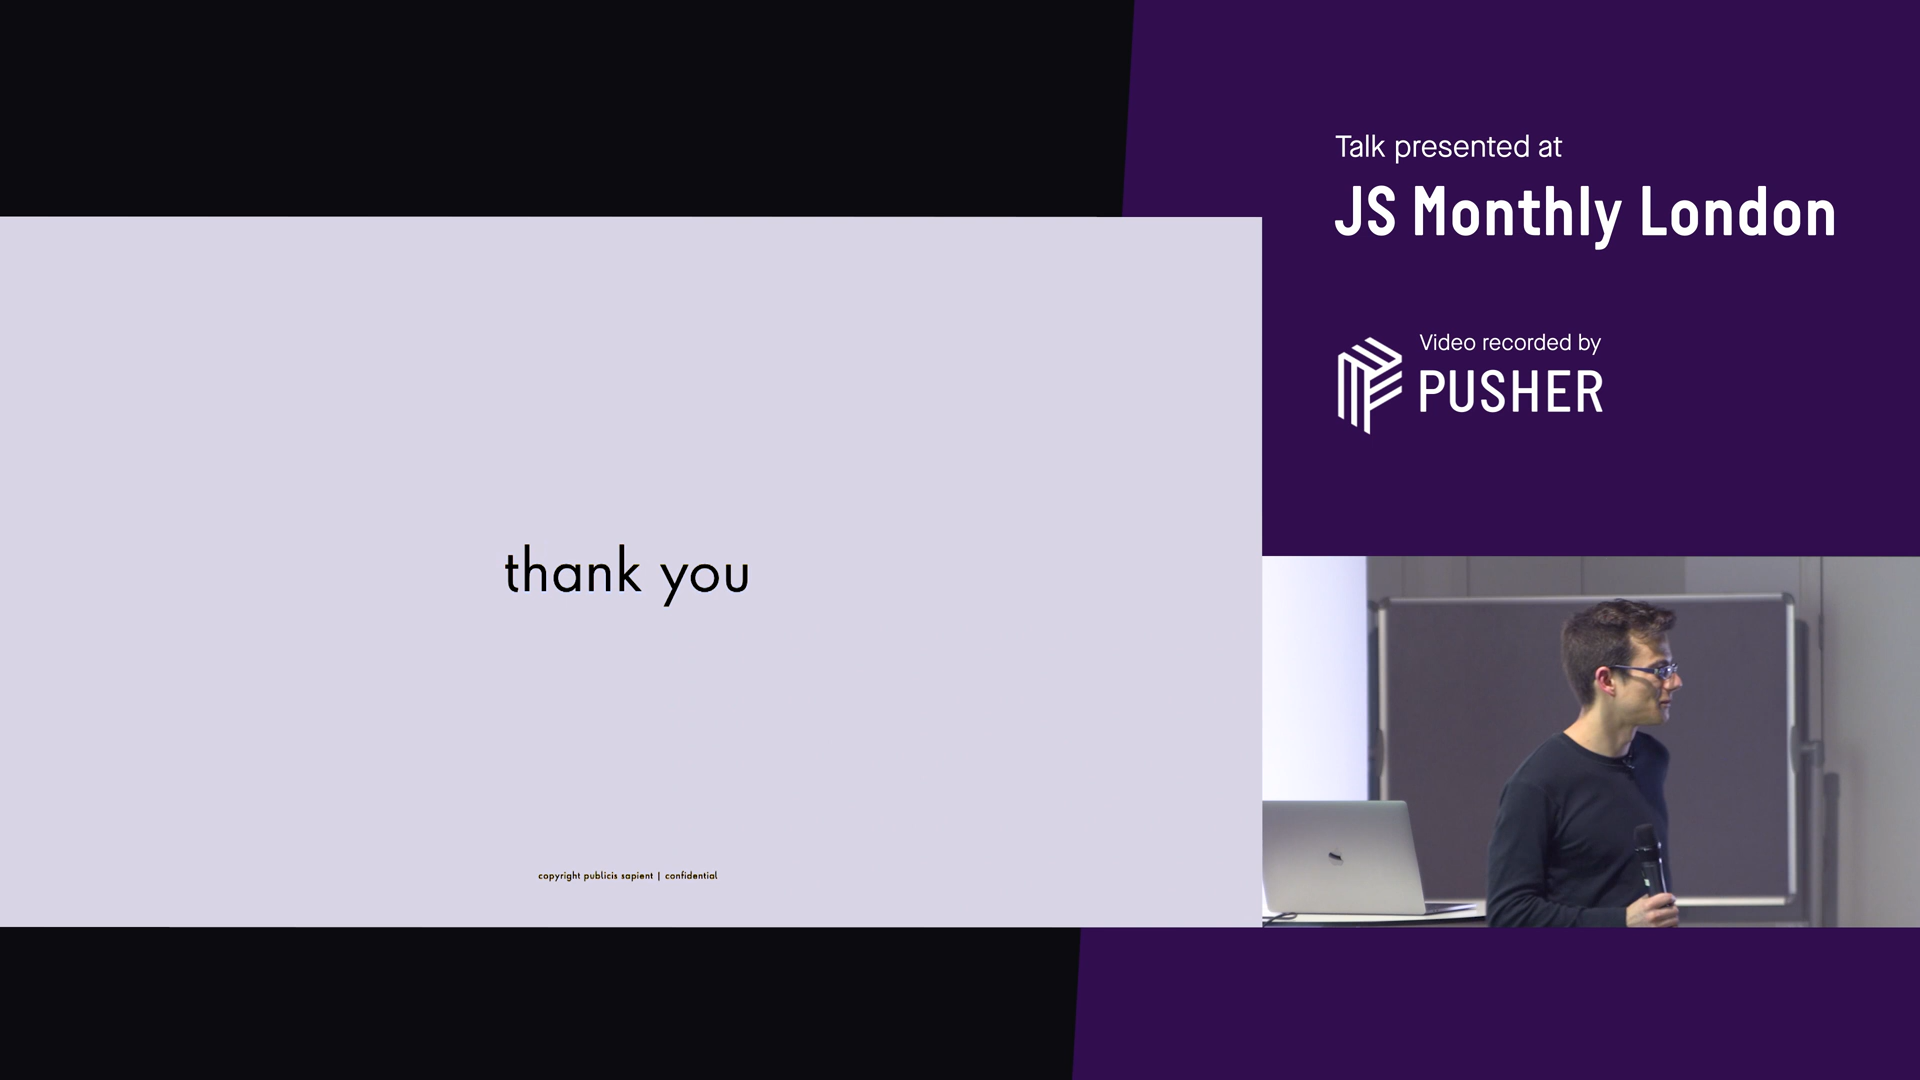 Talk presented at
JS Monthly London
Video recorded by
PUSHER
thank you
copyright publicis sapient | confidential